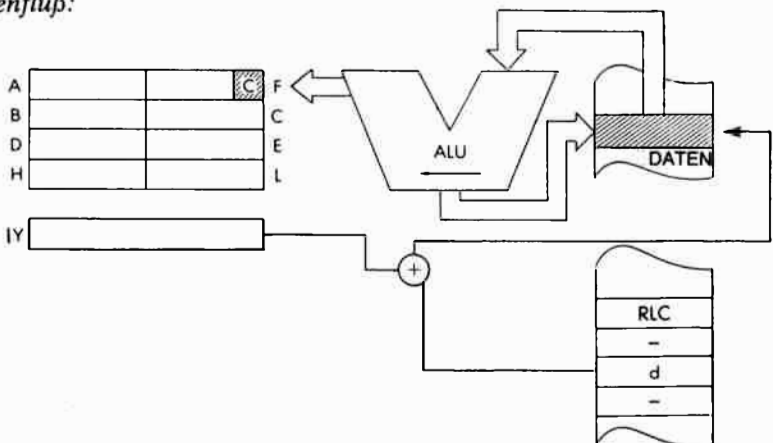 enfluß:
A C F
B C
D E
H L
ALU
DATEN
IY
+
RLC
–
d
–